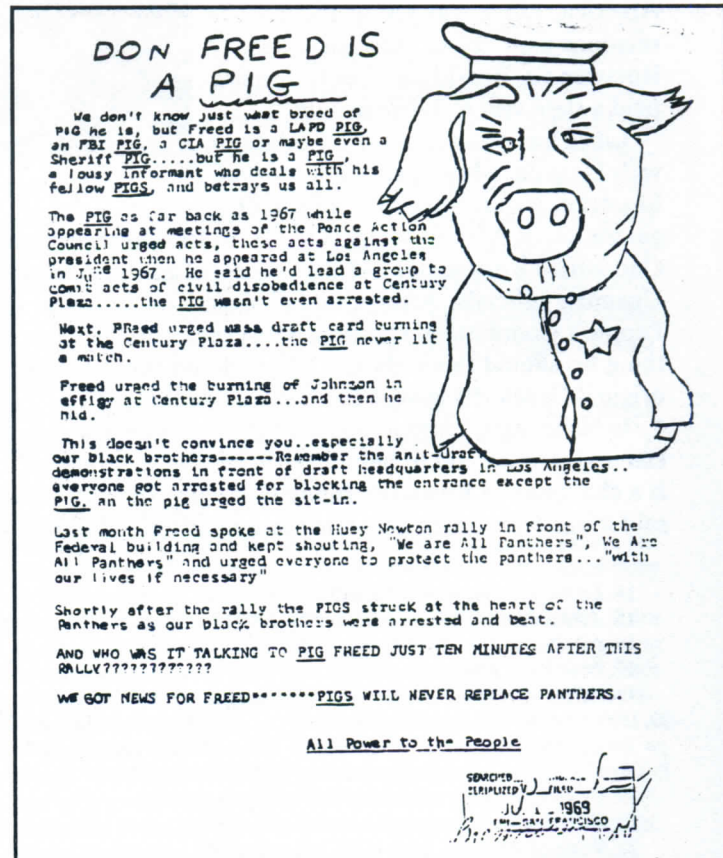 DON FREED IS
A PIG
We don't know just what breed of
PIG he is, but Freed is a LAPD PIG,
an FBI PIG, a CIA PIG or maybe even a
Sheriff PIG.....but he is a PIG,
a lousy informant who deals with his
fellow PIGS, and betrays us all.
The PIG as far back as 1967 while
appearing at meetings of the Peace Action
Council urged acts, these acts against the
president when he appeared at Los Angeles
in June 1967. He said he'd lead a group to
comit acts of civil disobedience at Century
Plaza.....the PIG wasn't even arrested.
Next, PReed urged mass draft card burning
at the Century Plaza....the PIG never lit
a match.
Freed urged the burning of Johnson in
effigy at Century Plaza...and then he
hid.
This doesn't convince you..especially
our black brothers-------Remember the anit-Draft
demonstrations in front of draft headquarters in Los Angeles..
everyone got arrested for blocking the entrance except the
PIG, an the pig urged the sit-in.
Last month Freed spoke at the Huey Newton rally in front of the
Federal building and kept shouting, "We are All Panthers", We Are
All Panthers" and urged everyone to protect the panthers..."with
our lives if necessary"
Shortly after the rally the PIGS struck at the heart of the
Panthers as our black brothers were arrested and beat.
AND WHO WAS IT TALKING TO PIG FREED JUST TEN MINUTES AFTER THIS
RALLY????????????
WE GOT NEWS FOR FREED*******PIGS WILL NEVER REPLACE PANTHERS.
All Power to the People
SEARCHED
SERIALIZED FILED
1969
FBI—SAN FRANCISCO